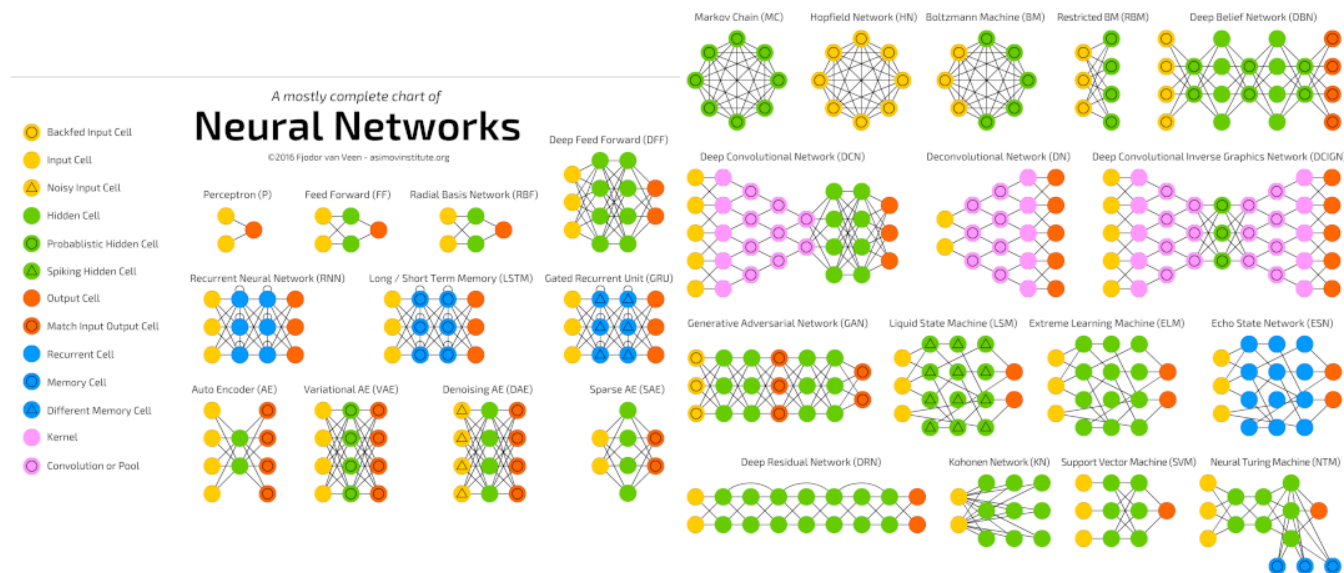 A mostly complete chart of
Neural Networks
©2016 Fjodor van Veen - asimovinstitute.org
Backfed Input Cell
Input Cell
Noisy Input Cell
Hidden Cell
Probablistic Hidden Cell
Spiking Hidden Cell
Output Cell
Match Input Output Cell
Recurrent Cell
Memory Cell
Different Memory Cell
Kernel
Convolution or Pool
Deep Feed Forward (DFF)
Perceptron (P)
Feed Forward (FF)
Radial Basis Network (RBF)
Recurrent Neural Network (RNN)
Long / Short Term Memory (LSTM)
Gated Recurrent Unit (GRU)
Auto Encoder (AE)
Variational AE (VAE)
Denoising AE (DAE)
Sparse AE (SAE)
Markov Chain (MC)
Hopfield Network (HN)
Boltzmann Machine (BM)
Restricted BM (RBM)
Deep Belief Network (DBN)
Deep Convolutional Network (DCN)
Deconvolutional Network (DN)
Deep Convolutional Inverse Graphics Network (DCIGN
Generative Adversarial Network (GAN)
Liquid State Machine (LSM)
Extreme Learning Machine (ELM)
Echo State Network (ESN)
Deep Residual Network (DRN)
Kohonen Network (KN)
Support Vector Machine (SVM)
Neural Turing Machine (NTM)